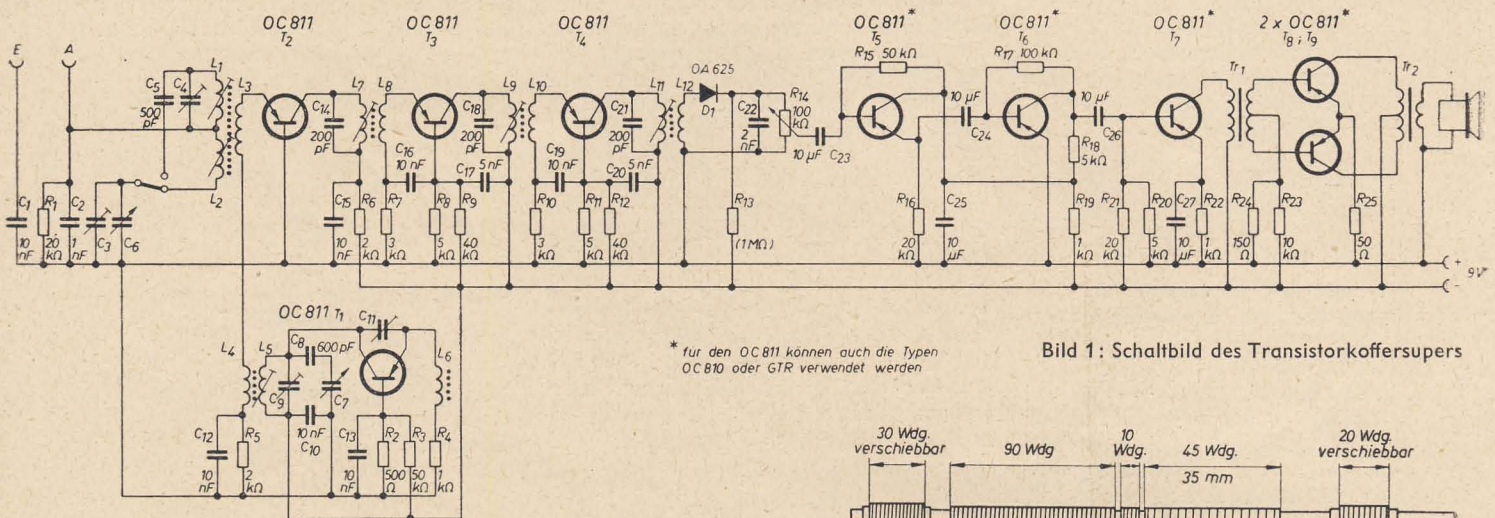 OC 811
T2
OC 811
T3
OC 811
T4
OC 811*
T5
OC 811*
T6
OC 811*
T7
2 x OC 811*
T8 ; T9
E
A
L1
C5
C4
500 pF
L3
L2
C14
200 pF
L7
L8
C18
200 pF
L9
L10
C21
200 pF
L11
L12
OA 625
D1
C22
2 nF
R14
100 kΩ
10 µF
C23
R15 50 kΩ
10 µF
C24
R17 100 kΩ
10 µF
C26
R18
5 kΩ
Tr1
Tr2
C16
10 nF
C17
5 nF
C19
10 nF
C20
5 nF
C1
10 nF
R1
20 kΩ
C2
1 nF
C3
C6
C15
10 nF
R6
2 kΩ
R7
3 kΩ
R8
5 kΩ
R9
40 kΩ
R10
3 kΩ
R11
5 kΩ
R12
40 kΩ
R13
(1MΩ)
R16
20 kΩ
C25
10 µF
R19
1 kΩ
R21
20 kΩ
R20
5 kΩ
C27
10 µF
R22
1 kΩ
R24
150 Ω
R23
10 kΩ
R25
50 Ω
+
9V
-
OC 811 T1
C11
L4
L5
C8
600 pF
C9
C7
10 nF
C10
L6
C12
10 nF
R5
2 kΩ
C13
10 nF
R2
500 Ω
R3
50 kΩ
R4
1 kΩ
* für den OC 811 können auch die Typen
OC 810 oder GTR verwendet werden
Bild 1: Schaltbild des Transistorkoffersupers
30 Wdg.
verschiebbar
90 Wdg
10
Wdg.
45 Wdg.
35 mm
20 Wdg.
verschiebbar